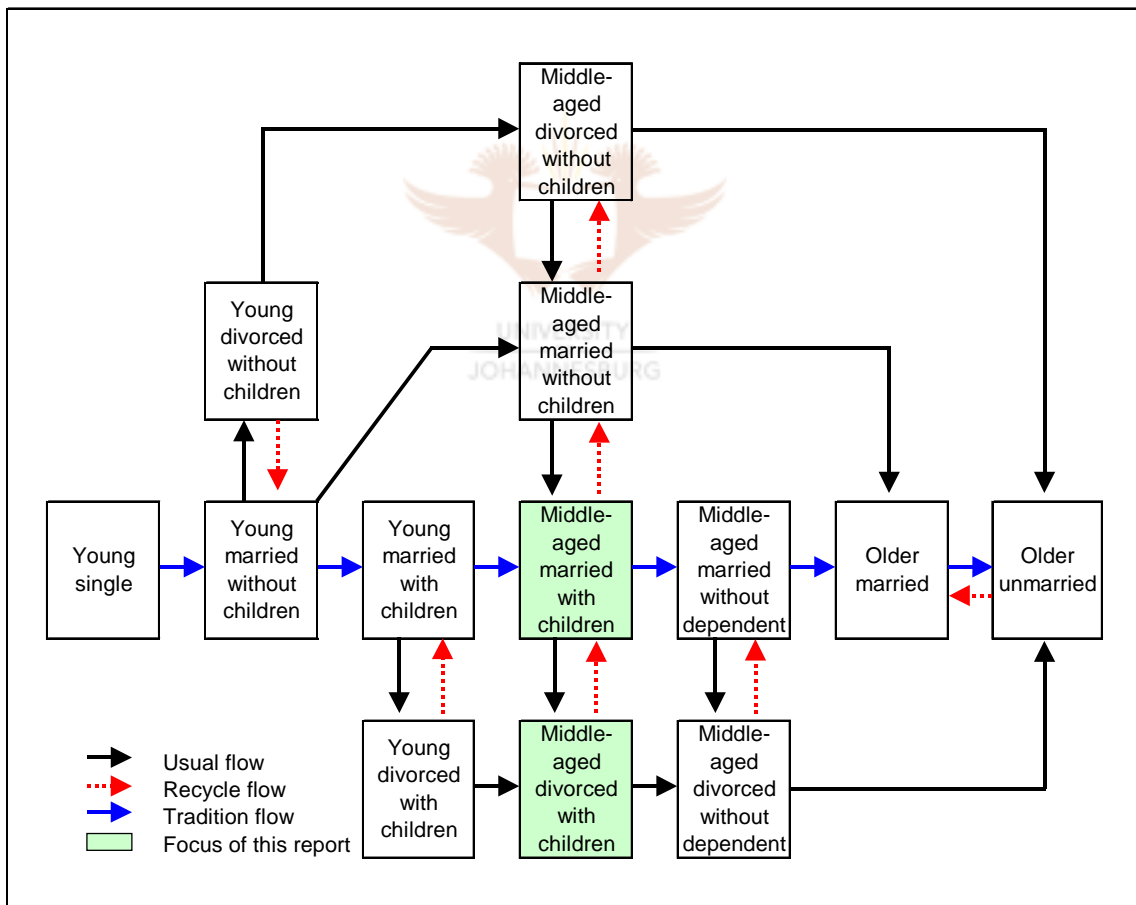 Middle-
aged
divorced
without
children
Young
divorced
without
children
Middle-
aged
married
without
children
UNIVERSITY
JOHANNESBURG
Young
single
Young
married
without
children
Young
married
with
children
Middle-
aged
married
with
children
Middle-
aged
married
without
dependent
Older
married
Older
unmarried
Young
divorced
with
children
Middle-
aged
divorced
with
children
Middle-
aged
divorced
without
dependent
Usual flow
Recycle flow
Tradition flow
Focus of this report